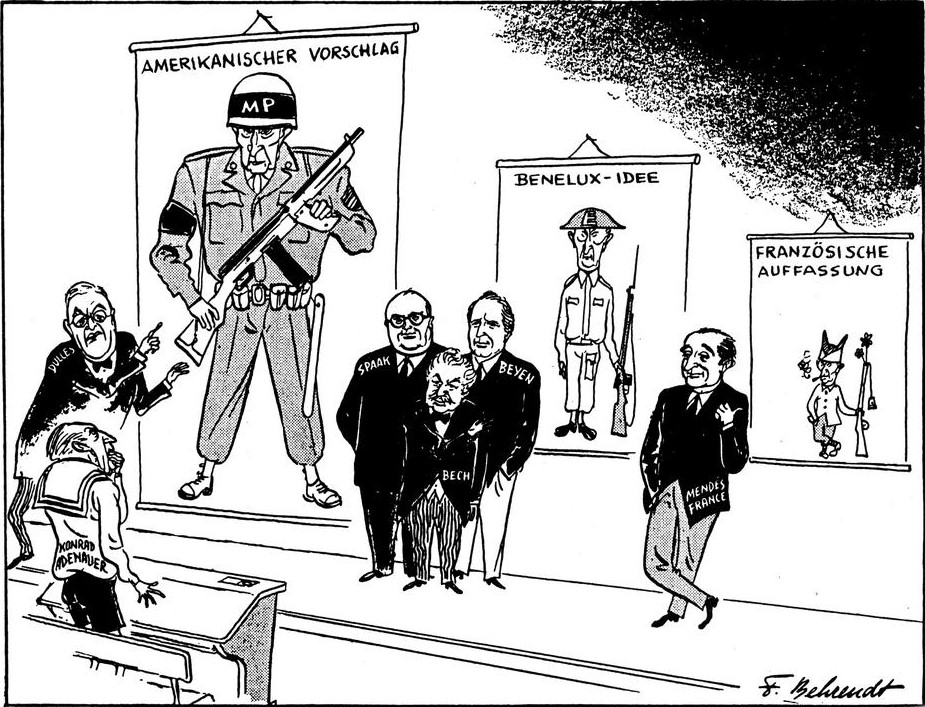 AMERIKANISCHER VORSCHLAG
MP
BENELUX-IDEE
E
FRANZÖSISCHE
AUFFASSUNG
DULLES
SPAAK
BEYEN
BECH
MENDES
FRANCE
KONRAD
ADENAUER
F. Behrendt